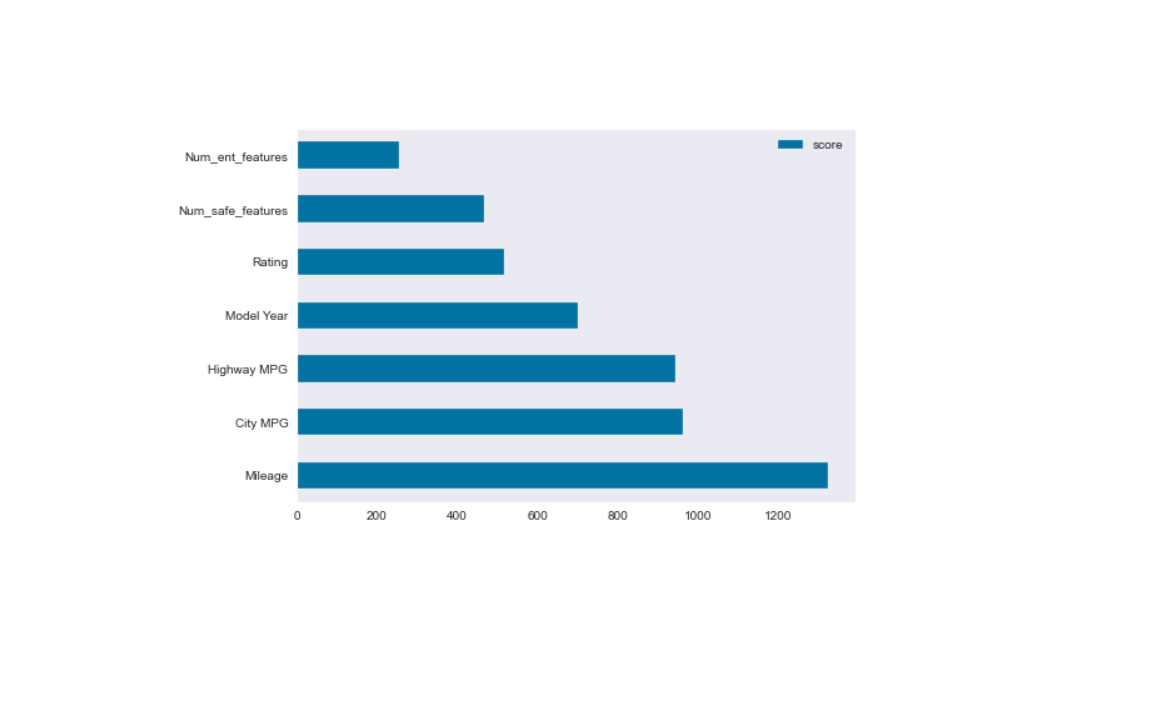 score
Num_ent_features
Num_safe_features
Rating
Model Year
Highway MPG
City MPG
Mileage
0 200 400 600 800 1000 1200